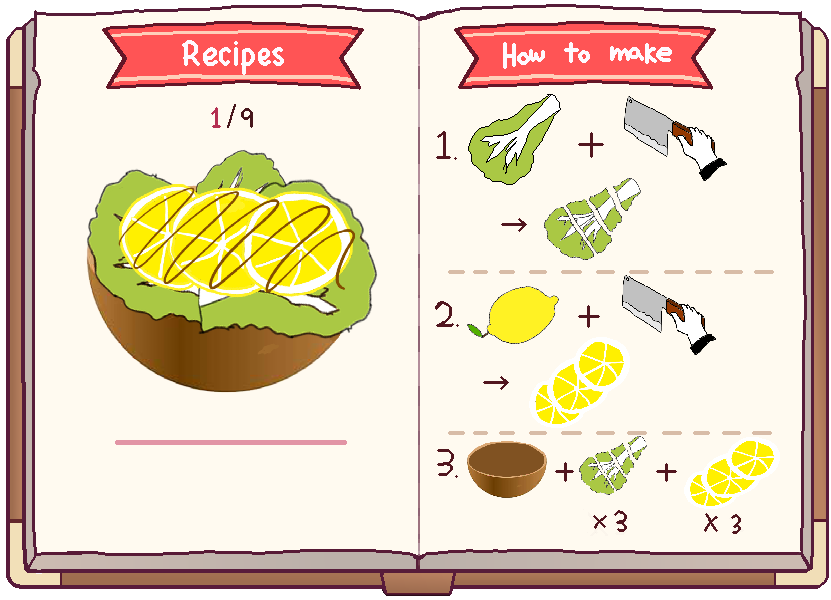 Recipes
1/9
How to make
1. +
→
2. +
→
3. + +
×3 X 3